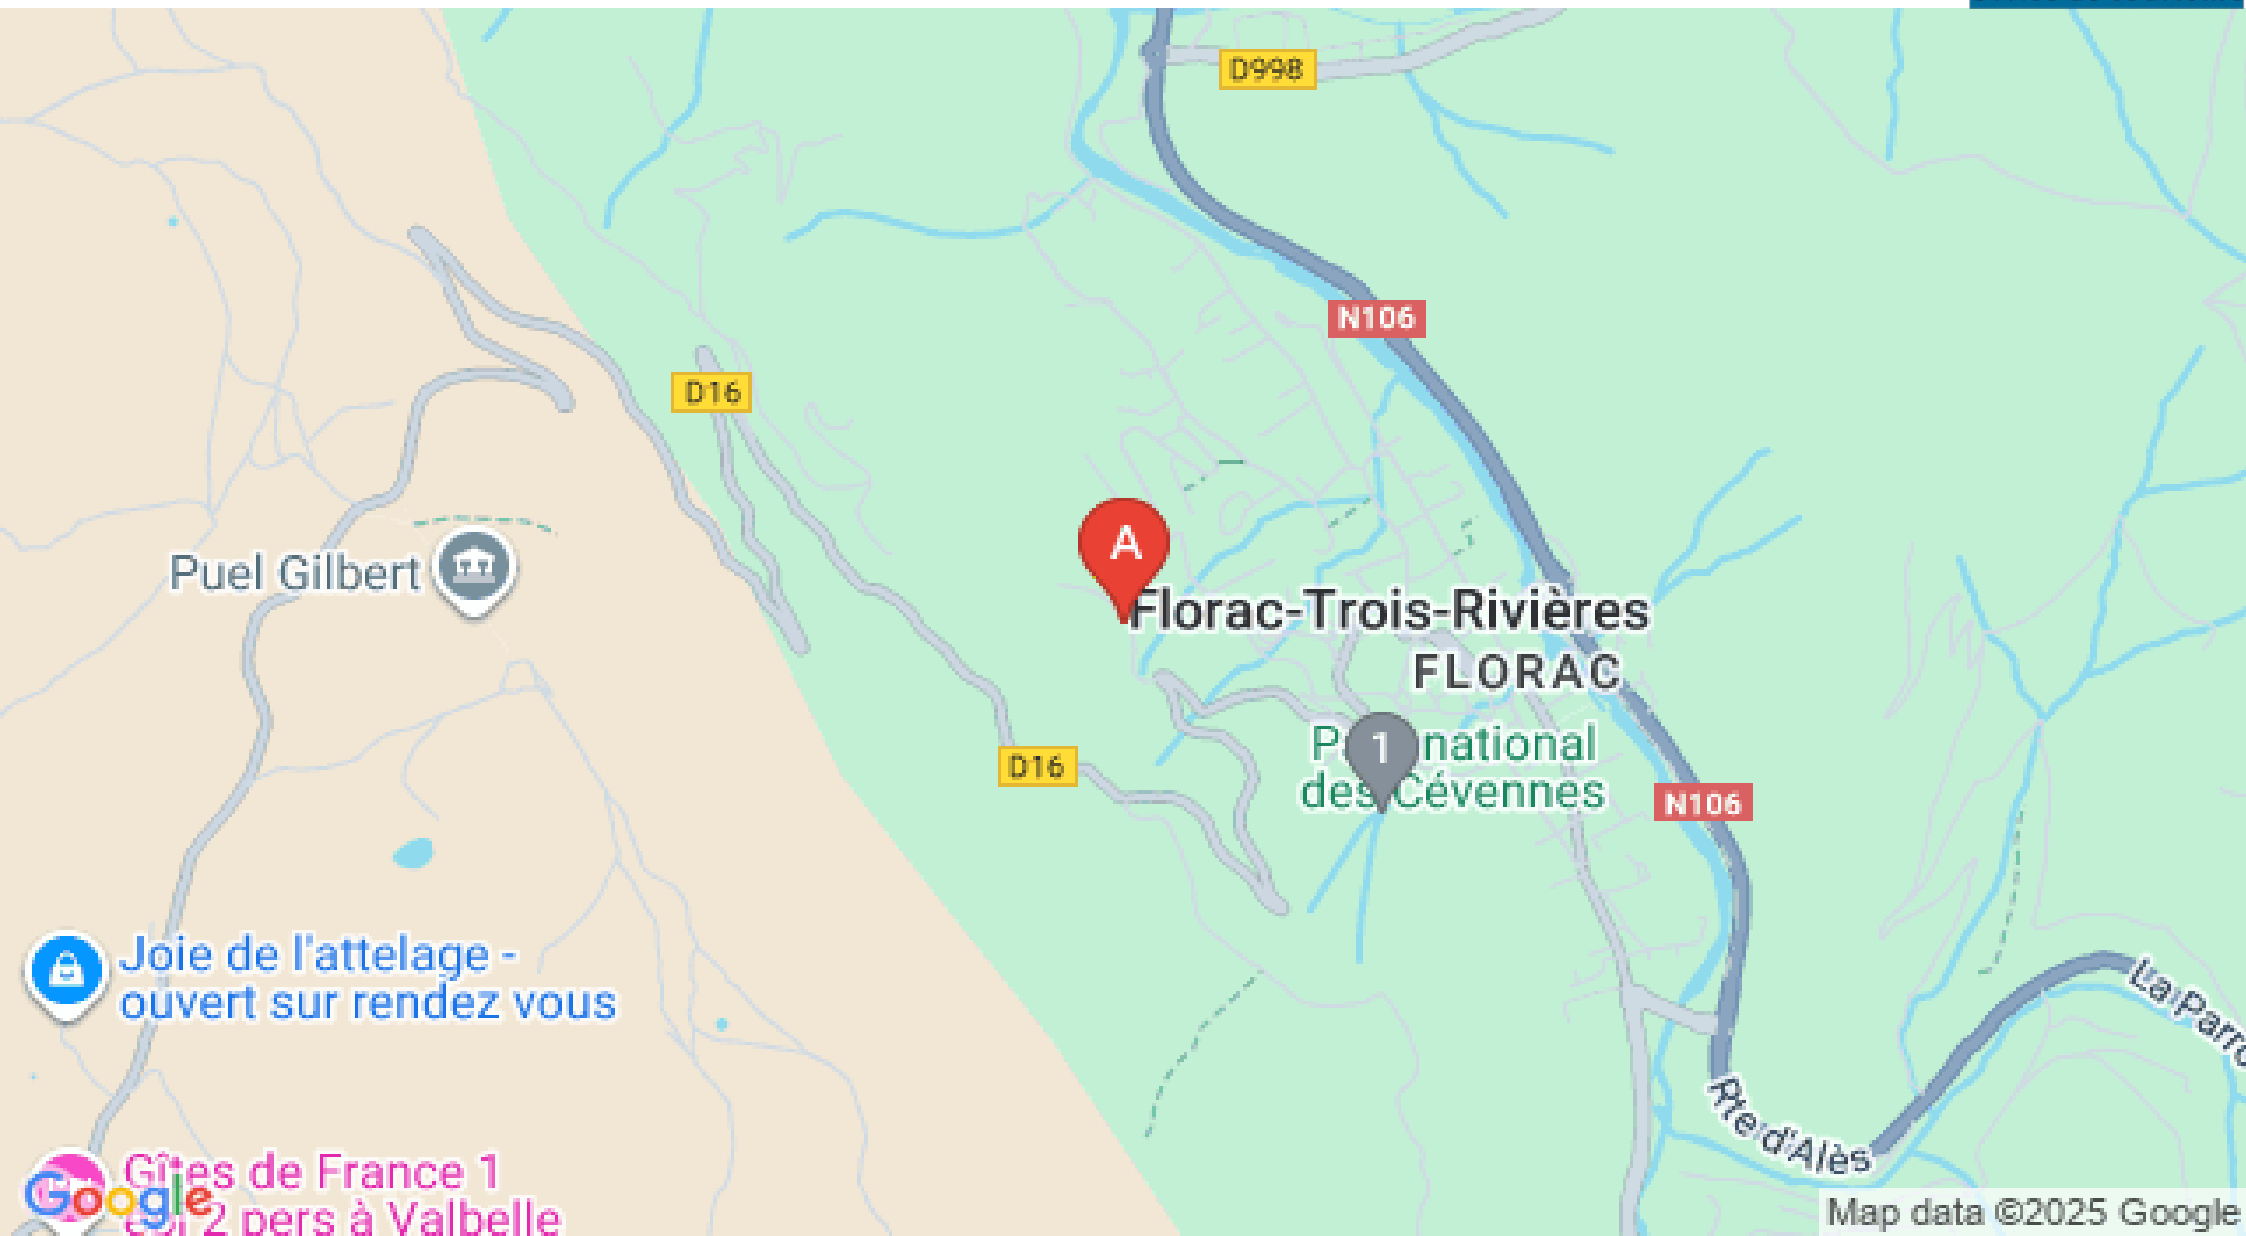 D998
N106
D16
Puel Gilbert
A
Florac-Trois-Rivières
FLORAC
1
national
des Cévennes
D16
N106
Joie de l'attelage -
ouvert sur rendez vous
La Parro
Rte d'Alès
Gîtes de France 1
2 pers à Valbelle
Google
Map data ©2025 Google